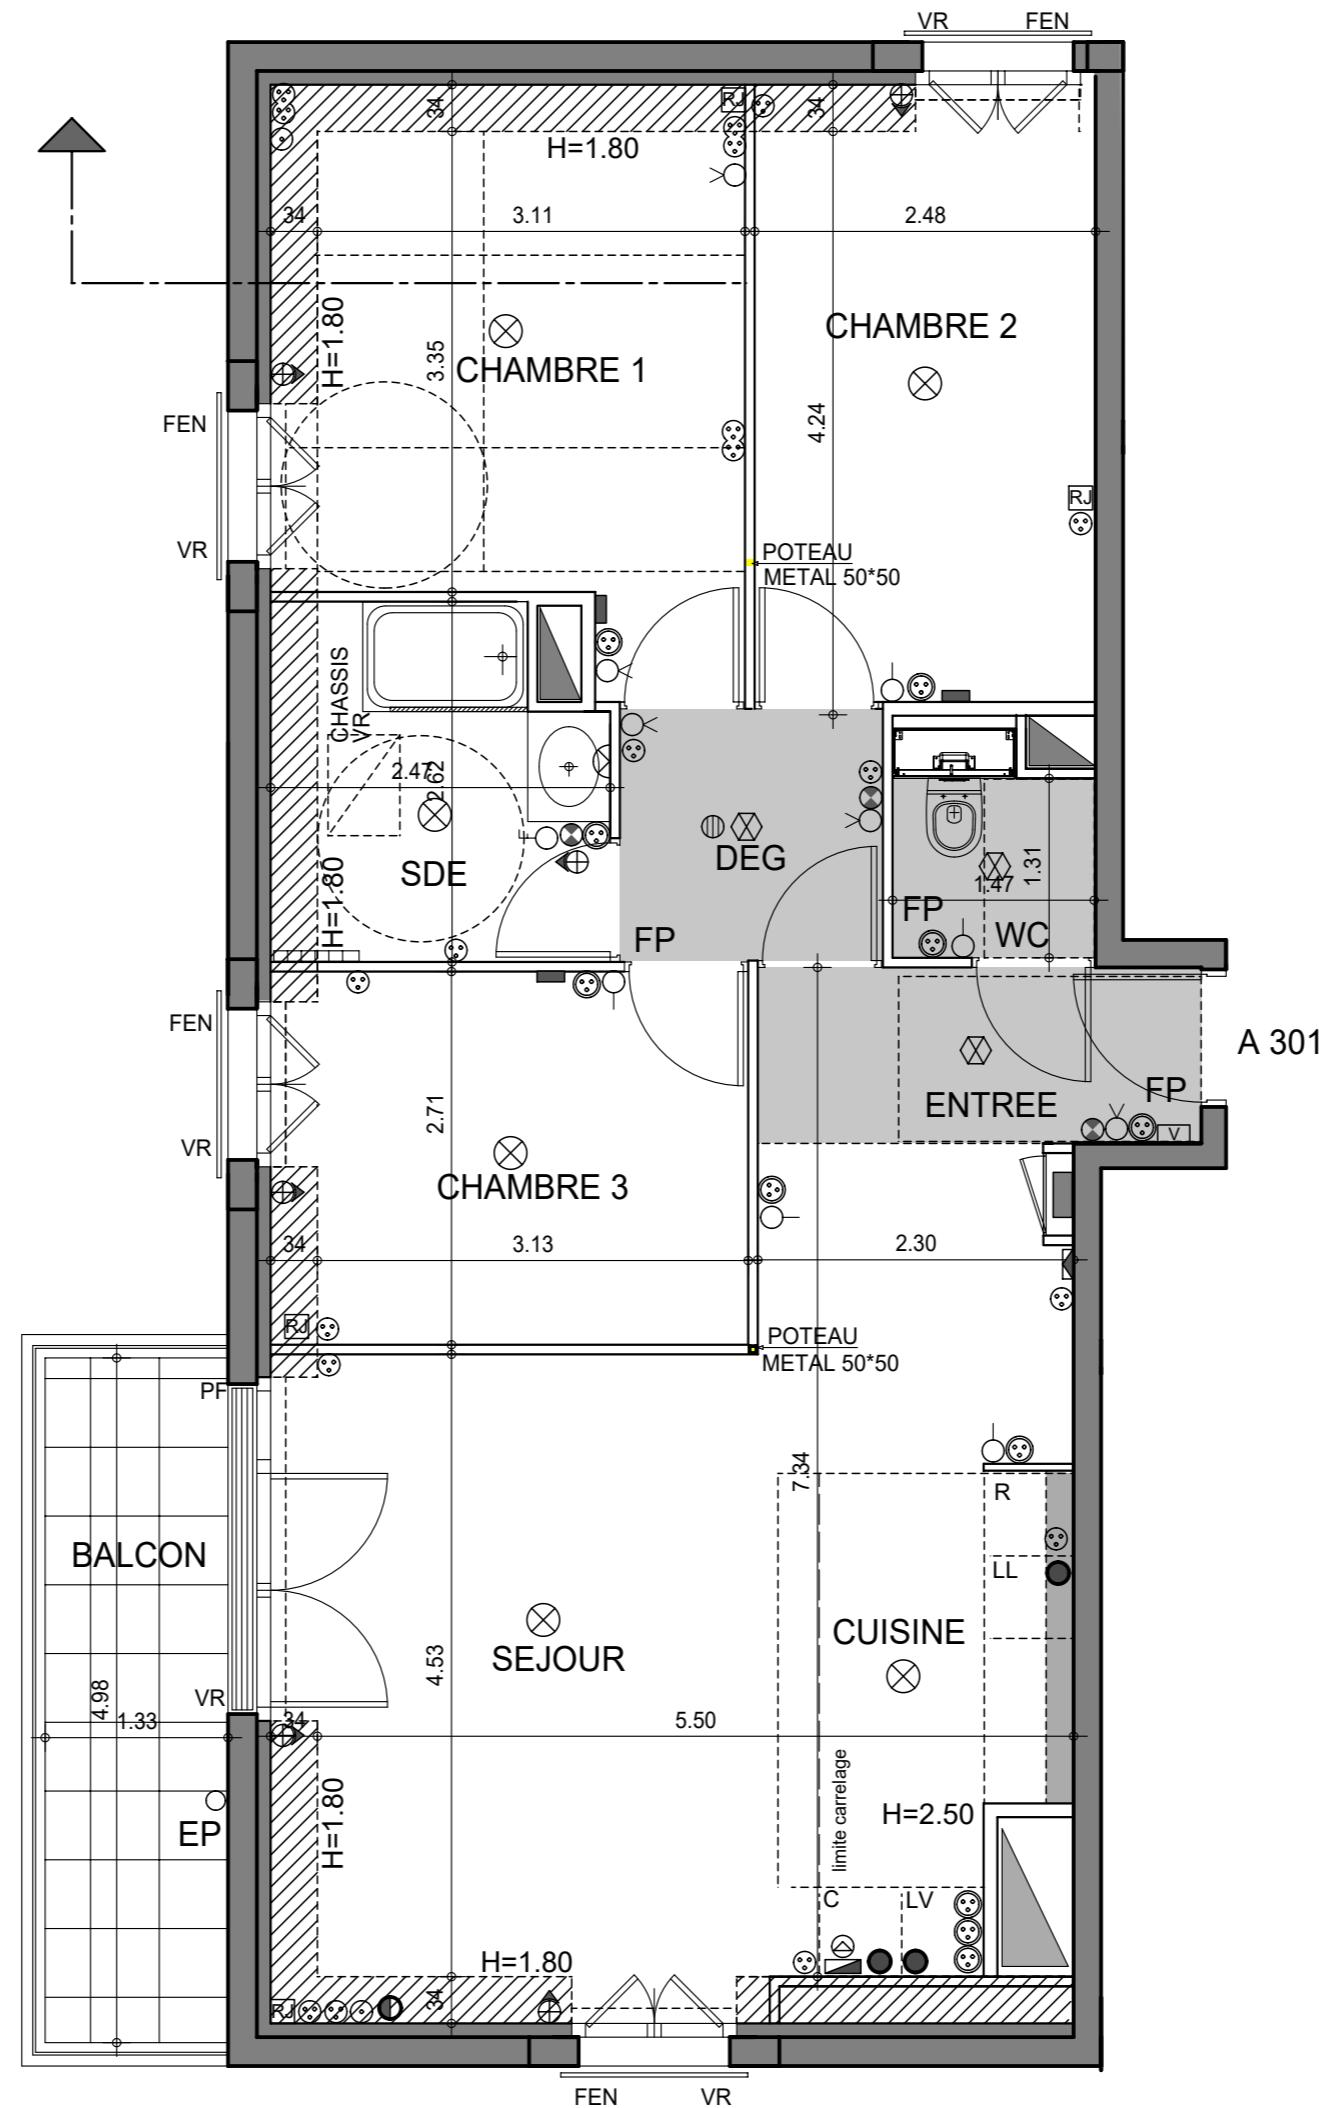 VR FEN
34
RJ
34
H=1.80
34
3.11
2.48
H=1.80
CHAMBRE 2
3.35
CHAMBRE 1
4.24
FEN
RJ
VR
POTEAU
METAL 50*50
CHASSIS
VR
2.47
2.62
DEG
SDE
H=1.80
1.31
1.47
FP
WC
FP
FEN
A 301
ENTREE
FP
2.71
VR
V
CHAMBRE 3
34
3.13
2.30
RJ
POTEAU
METAL 50*50
PF
7.34
R
BALCON
LL
CUISINE
SEJOUR
4.53
4.98
VR
1.33
34
5.50
limite carrelage
H=1.80
H=2.50
EP
C
LV
H=1.80
34
RJ
FEN
VR